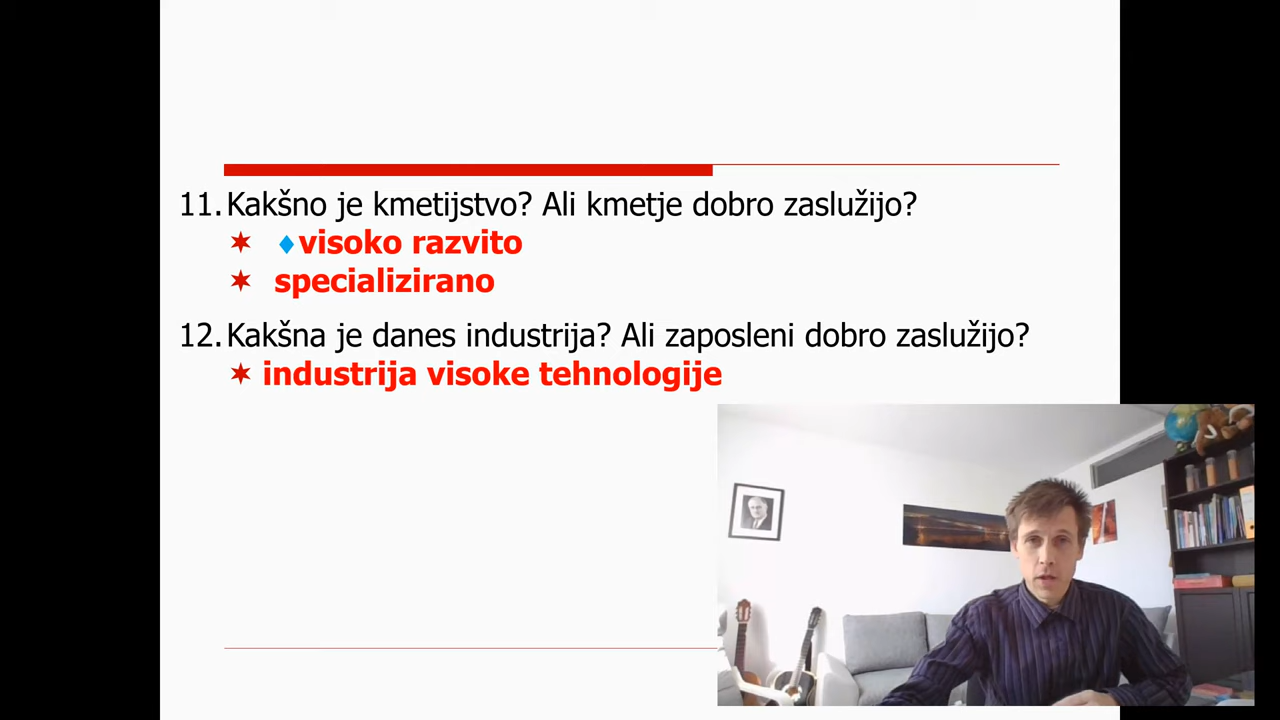 11. Kakšno je kmetijstvo? Ali kmetje dobro zaslužijo?
visoko razvito
specializirano
12. Kakšna je danes industrija? Ali zaposleni dobro zaslužijo?
industrija visoke tehnologije